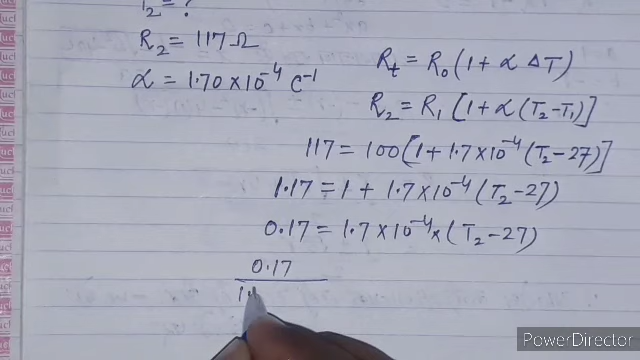 T₂ = ?
R₂ = 117 Ω
α = 1.70 × 10⁻⁴ C⁻¹
Rt = R₀ (1 + α ΔT)
R₂ = R₁ [1 + α (T₂ – T₁)]
117 = 100 [1 + 1.7 × 10⁻⁴ (T₂ – 27)]
1.17 = 1 + 1.7 × 10⁻⁴ (T₂ – 27)
0.17 = 1.7 × 10⁻⁴ × (T₂ – 27)
0.17
1.
PowerDirector